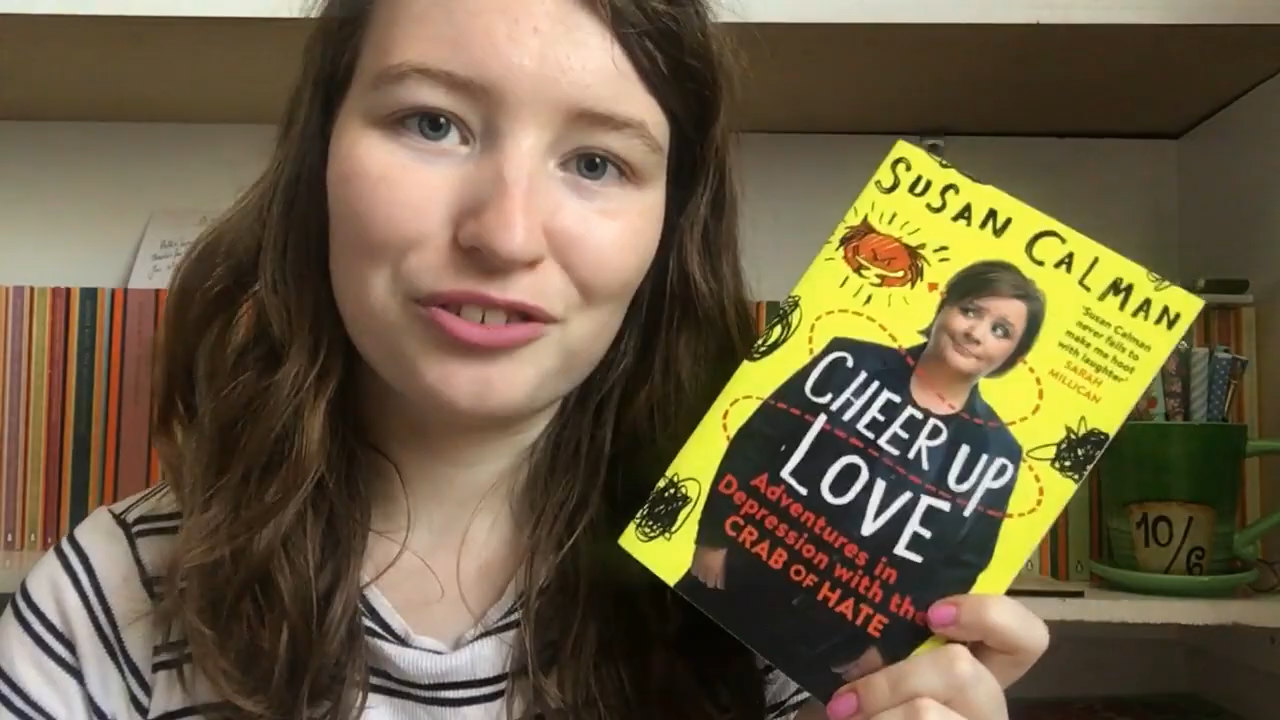 SUSAN CALMAN
'Susan Calman
never fails to
make me hoot
with laughter'
SARAH
MILLICAN
CHEER UP
LOVE
Adventures in
Depression with the
CRAB OF HATE
10/6